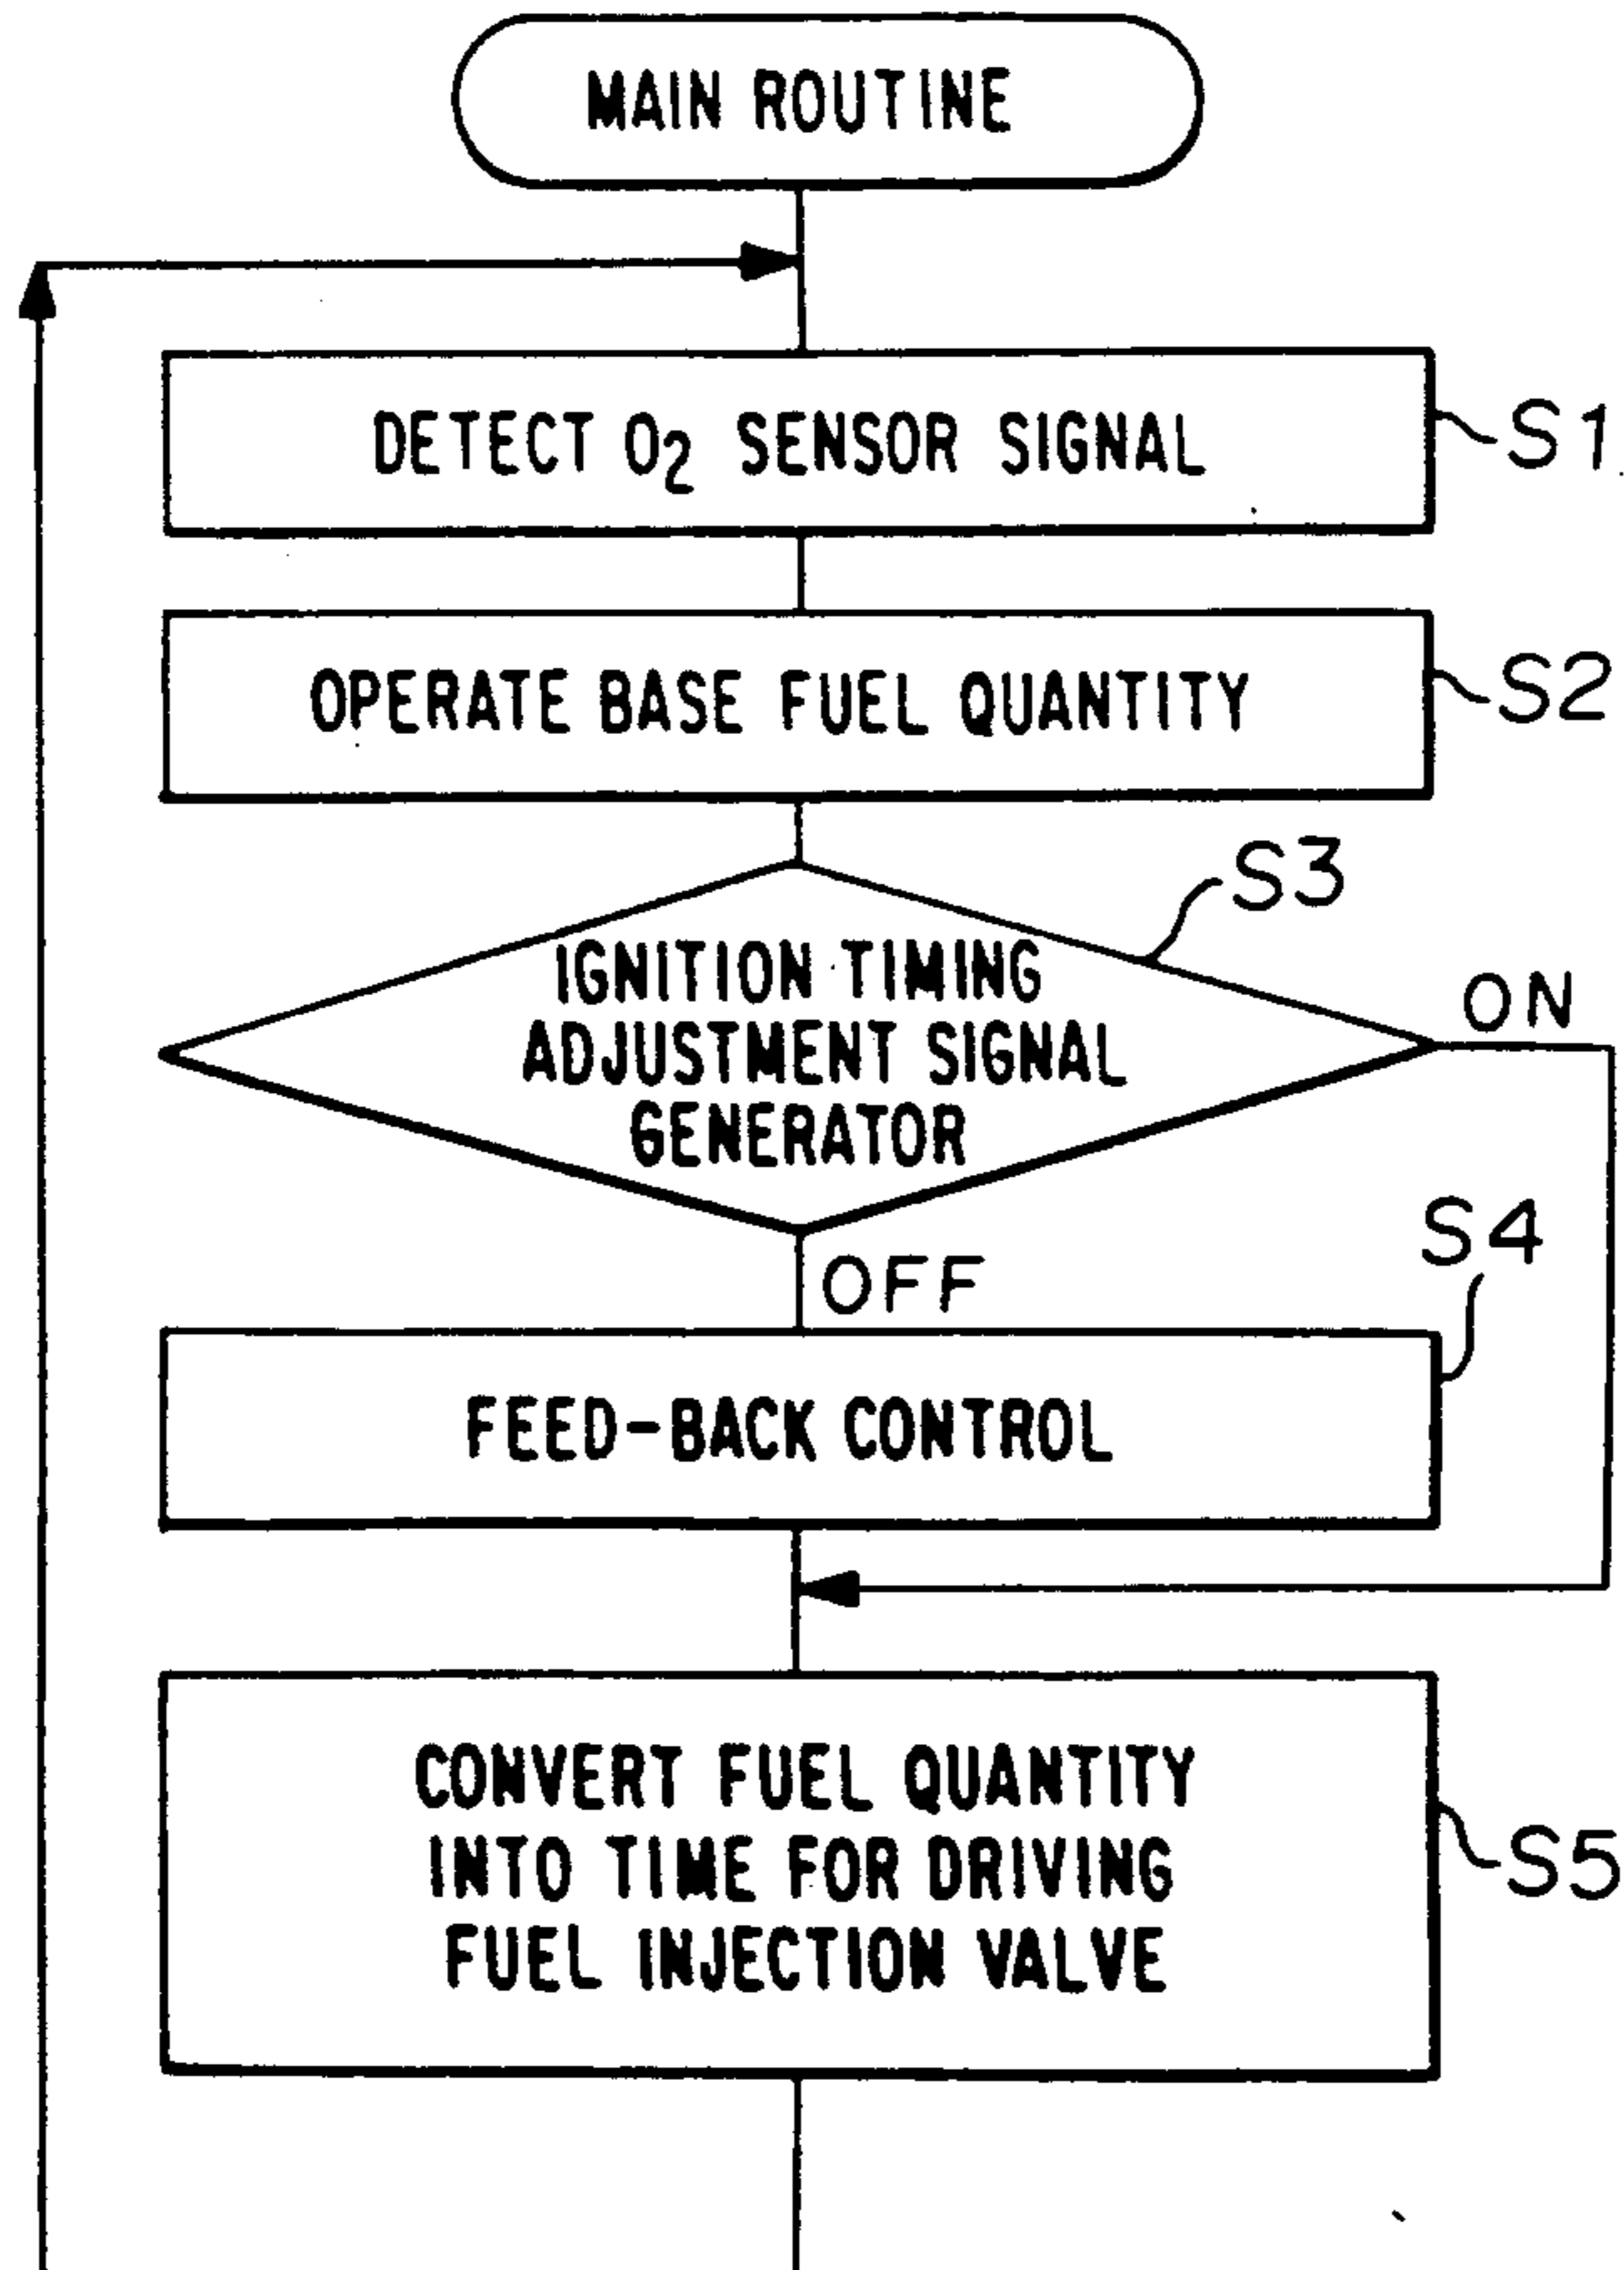 MAIN ROUTINE
DETECT O₂ SENSOR SIGNAL
S1
OPERATE BASE FUEL QUANTITY
S2
S3
IGNITION TIMING
ADJUSTMENT SIGNAL
GENERATOR
ON
OFF
S4
FEED-BACK CONTROL
CONVERT FUEL QUANTITY
INTO TIME FOR DRIVING
FUEL INJECTION VALVE
S5